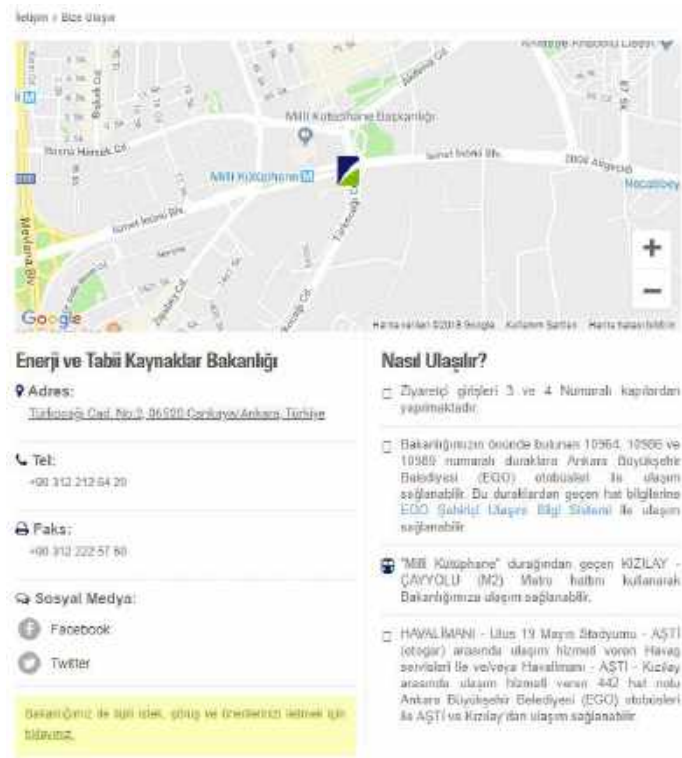 İletişim » Bize Ulaşın
Milli Kütüphane Başkanlığı
Bosna Hersek Cd.
Milli Kütüphane
İsmet İnönü Blv.
Necatibey
Mevlana Blv.
İsmet İnönü Blv.
Türkocağı Cd.
Google
Harita verileri ©2018 Google Kullanım Şartları Harita hatası bildirin
Enerji ve Tabii Kaynaklar Bakanlığı
Adres:
Türkocağı Cad. No:2, 06520 Çankaya/Ankara, Türkiye
Tel:
+90 312 212 64 20
Faks:
+90 312 222 57 60
Sosyal Medya:
Facebook
Twitter
Bakanlığımız ile ilgili istek, görüş ve önerilerinizi iletmek için
tıklayınız.
Nasıl Ulaşılır?
Ziyaretçi girişleri 3 ve 4 Numaralı kapılardan
yapılmaktadır.
Bakanlığımızın önünde bulunan 10964, 10966 ve
10989 numaralı duraklara Ankara Büyükşehir
Belediyesi (EGO) otobüsleri ile ulaşım
sağlanabilir. Bu duraklardan geçen hat bilgilerine
EGO Şehiriçi Ulaşım Bilgi Sistemi ile ulaşım
sağlanabilir.
"Milli Kütüphane" durağından geçen KIZILAY -
ÇAYYOLU (M2) Metro hattını kullanarak
Bakanlığımıza ulaşım sağlanabilir.
HAVALİMANI - Ulus 19 Mayıs Stadyumu - AŞTİ
(otogar) arasında ulaşım hizmeti veren Havaş
servisleri ile ve/veya Havalimanı - AŞTİ - Kızılay
arasında ulaşım hizmeti veren 442 hat nolu
Ankara Büyükşehir Belediyesi (EGO) otobüsleri
ile AŞTİ ve Kızılay'dan ulaşım sağlanabilir.